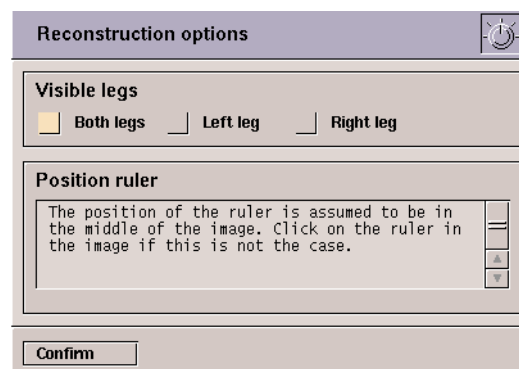 Reconstruction options
Visible legs
Both legs Left leg Right leg
Position ruler
The position of the ruler is assumed to be in
the middle of the image. Click on the ruler in
the image if this is not the case.
Confirm